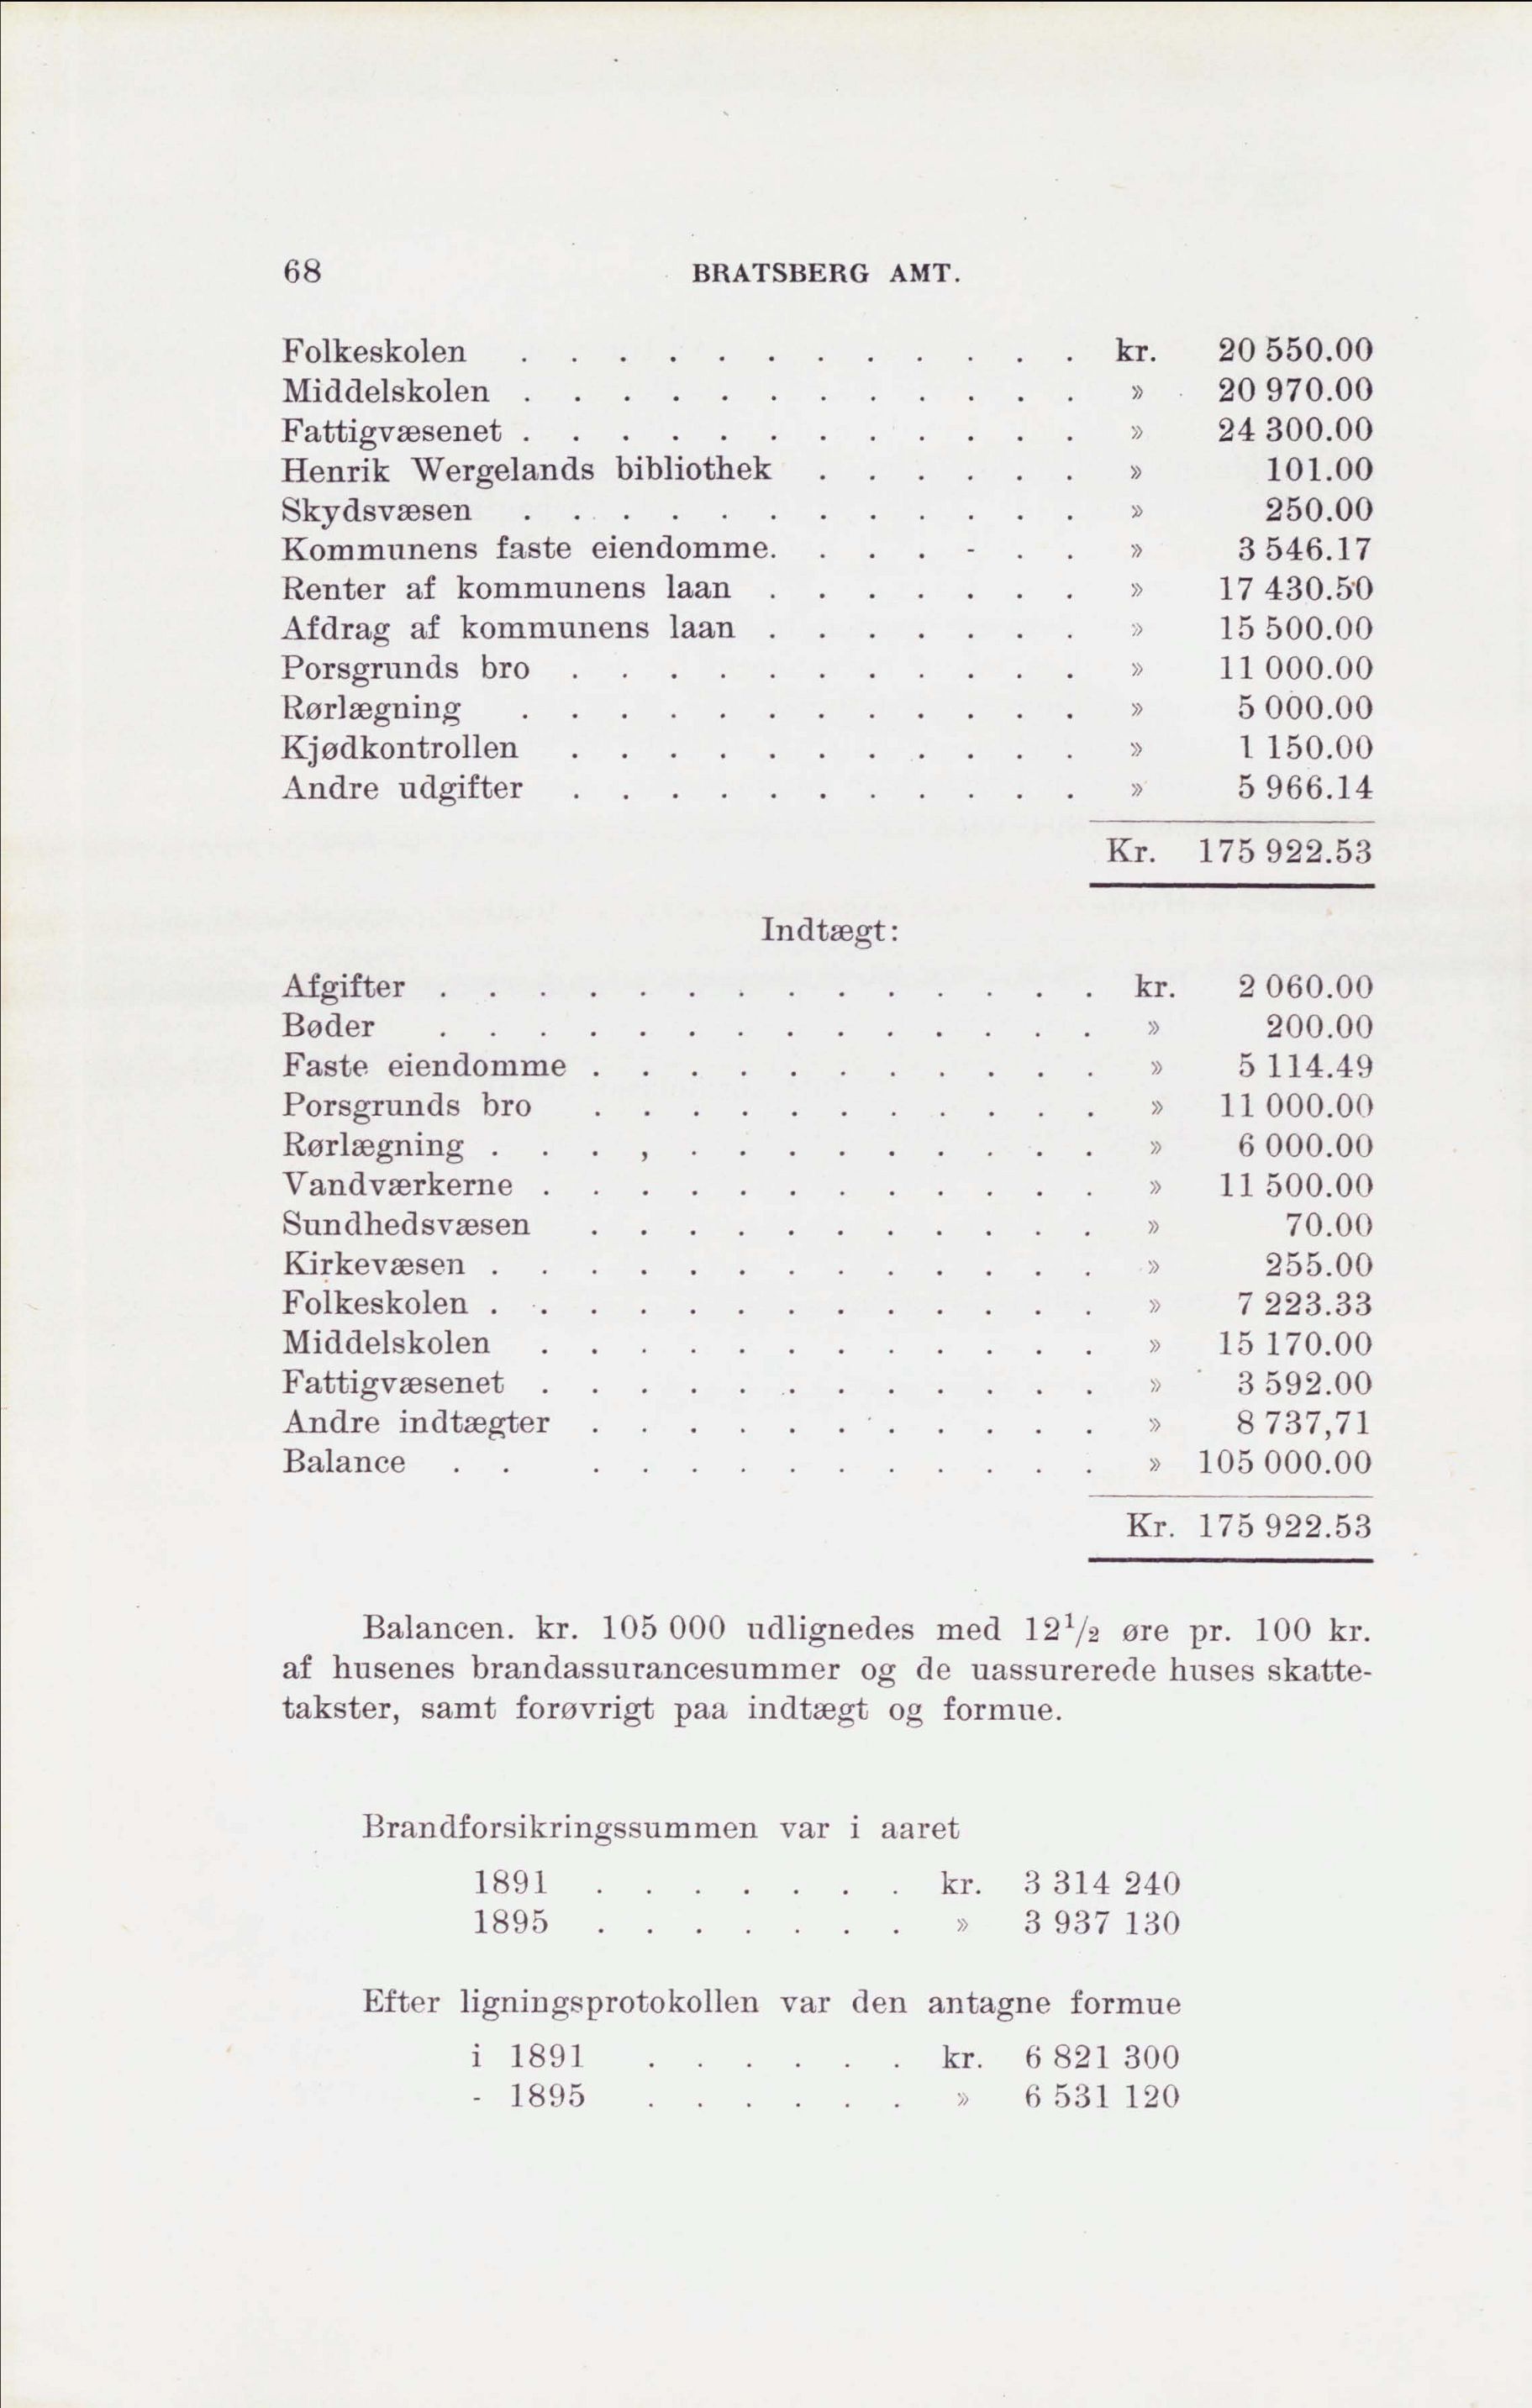 68 BRATSBERG AMT.
Folkeskolen . . . . . . . . . . . . kr. 20 550.00
Middelskolen . . . . . . . . . . . . » 20 970.00
Fattigvæsenet . . . . . . . . . . . . » 24 300.00
Henrik Wergelands bibliothek . . . . . . » 101.00
Skydsvæsen . . . . . . . . . . . . » 250.00
Kommunens faste eiendomme. . . . - . . » 3 546.17
Renter af kommunens laan . . . . . . . » 17 430.50
Afdrag af kommunens laan . . . . . . . » 15 500.00
Porsgrunds bro . . . . . . . . . . . » 11 000.00
Rørlægning . . . . . . . . . . . . » 5 000.00
Kjødkontrollen . . . . . . . . . . . » 1 150.00
Andre udgifter . . . . . . . . . . . » 5 966.14
Kr. 175 922.53
Indtægt:
Afgifter . . . . . . . . . . . . . . kr. 2 060.00
Bøder . . . . . . . . . . . . . . » 200.00
Faste eiendomme . . . . . . . . . . . » 5 114.49
Porsgrunds bro . . . . . . . . . . . » 11 000.00
Rørlægning . . . , . . . . . . . . . » 6 000.00
Vandværkerne . . . . . . . . . . . . » 11 500.00
Sundhedsvæsen . . . . . . . . . . . » 70.00
Kirkevæsen . . . . . . . . . . . . . » 255.00
Folkeskolen . . . . . . . . . . . . . » 7 223.33
Middelskolen . . . . . . . . . . . . » 15 170.00
Fattigvæsenet . . . . . . . . . . . . » 3 592.00
Andre indtægter . . . . . . . . . . . » 8 737,71
Balance . . . . . . . . . . . . . » 105 000.00
Kr. 175 922.53
Balancen. kr. 105 000 udlignedes med 12 1/2 øre pr. 100 kr.
af husenes brandassurancesummer og de uassurerede huses skatte-
takster, samt forøvrigt paa indtægt og formue.
Brandforsikringssummen var i aaret
1891 . . . . . . . kr. 3 314 240
1895 . . . . . . . » 3 937 130
Efter ligningsprotokollen var den antagne formue
i 1891 . . . . . . kr. 6 821 300
- 1895 . . . . . . » 6 531 120